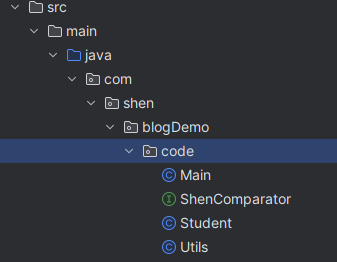 src
main
java
com
shen
blogDemo
code
C Main
I ShenComparator
C Student
C Utils